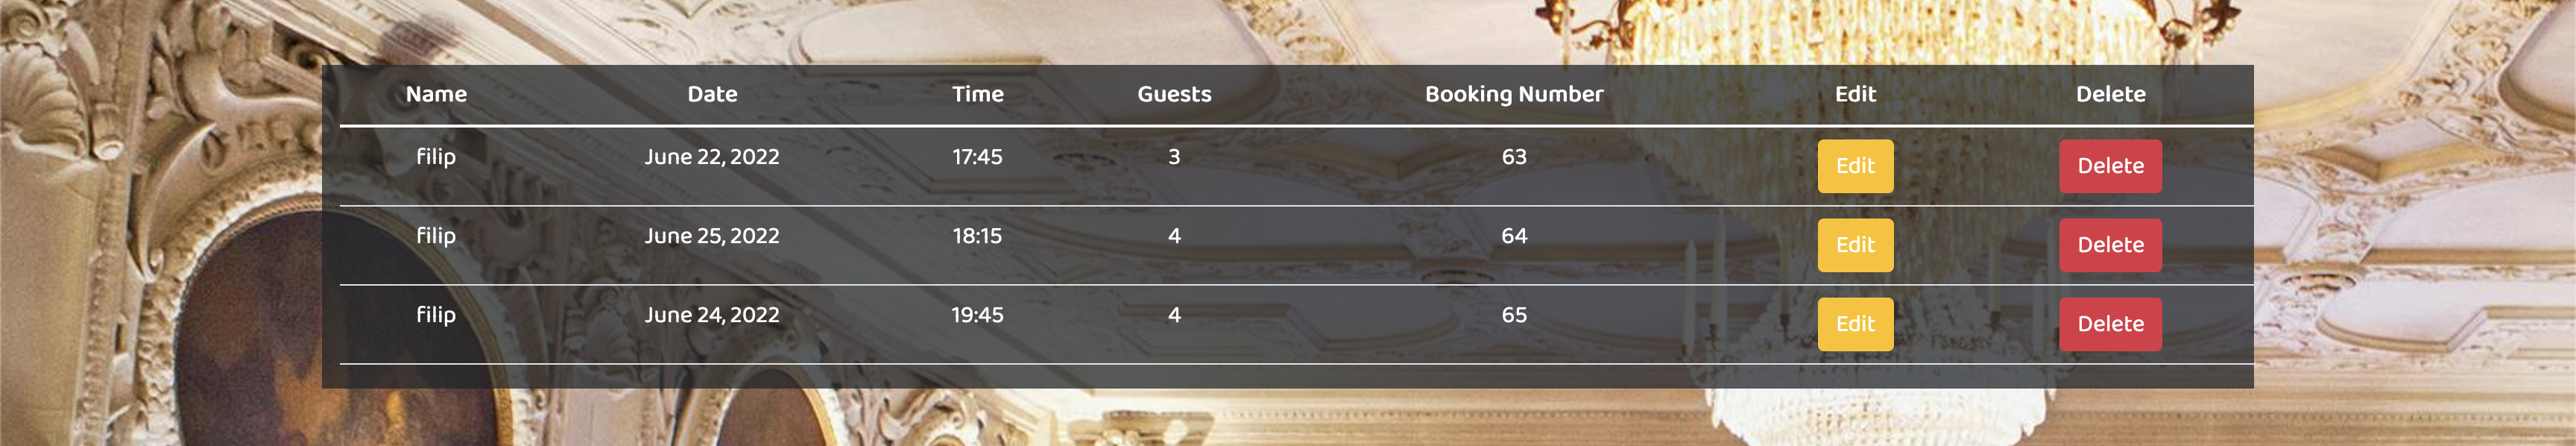 Name Date Time Guests Booking Number Edit Delete
filip June 22, 2022 17:45 3 63 Edit Delete
filip June 25, 2022 18:15 4 64 Edit Delete
filip June 24, 2022 19:45 4 65 Edit Delete